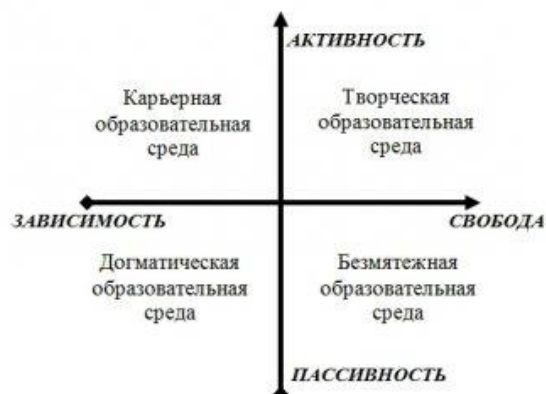 АКТИВНОСТЬ
Карьерная
образовательная
среда
Творческая
образовательная
среда
ЗАВИСИМОСТЬ
СВОБОДА
Догматическая
образовательная
среда
Безмятежная
образовательная
среда
ПАССИВНОСТЬ